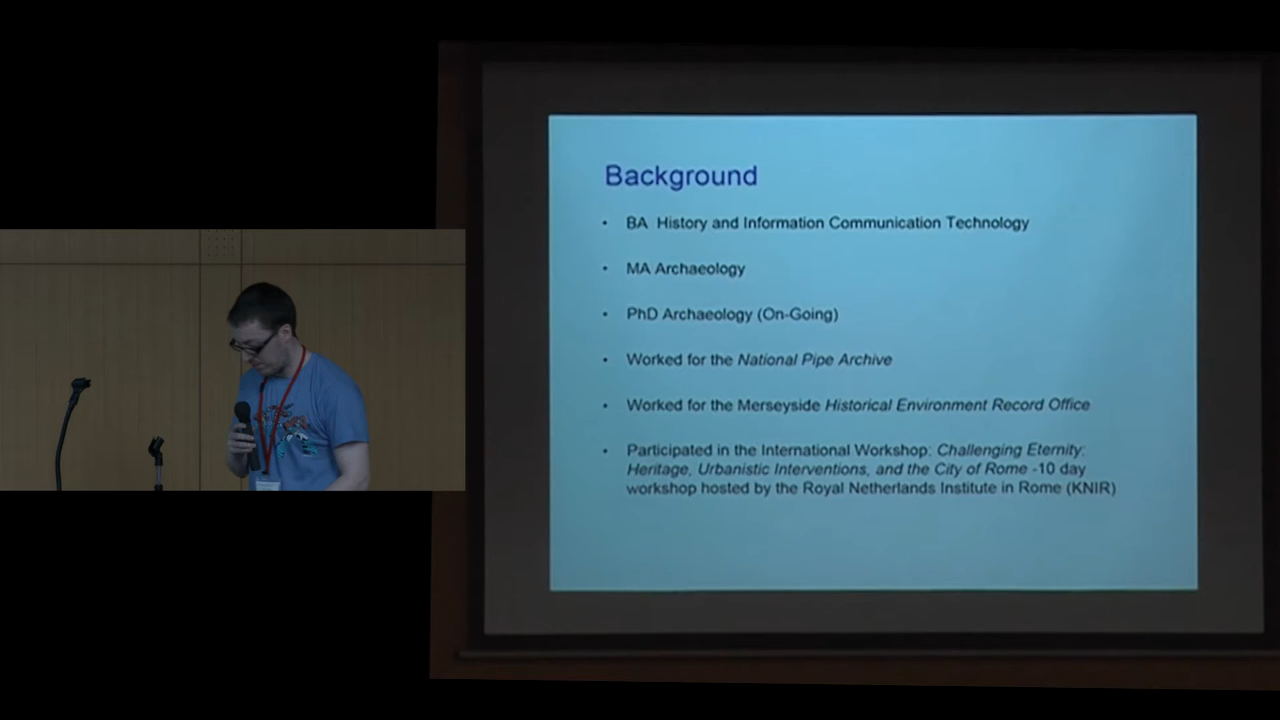 Background
• BA History and Information Communication Technology
• MA Archaeology
• PhD Archaeology (On-Going)
• Worked for the National Pipe Archive
• Worked for the Merseyside Historical Environment Record Office
• Participated in the International Workshop: Challenging Eternity:
Heritage, Urbanistic Interventions, and the City of Rome -10 day
workshop hosted by the Royal Netherlands Institute in Rome (KNIR)